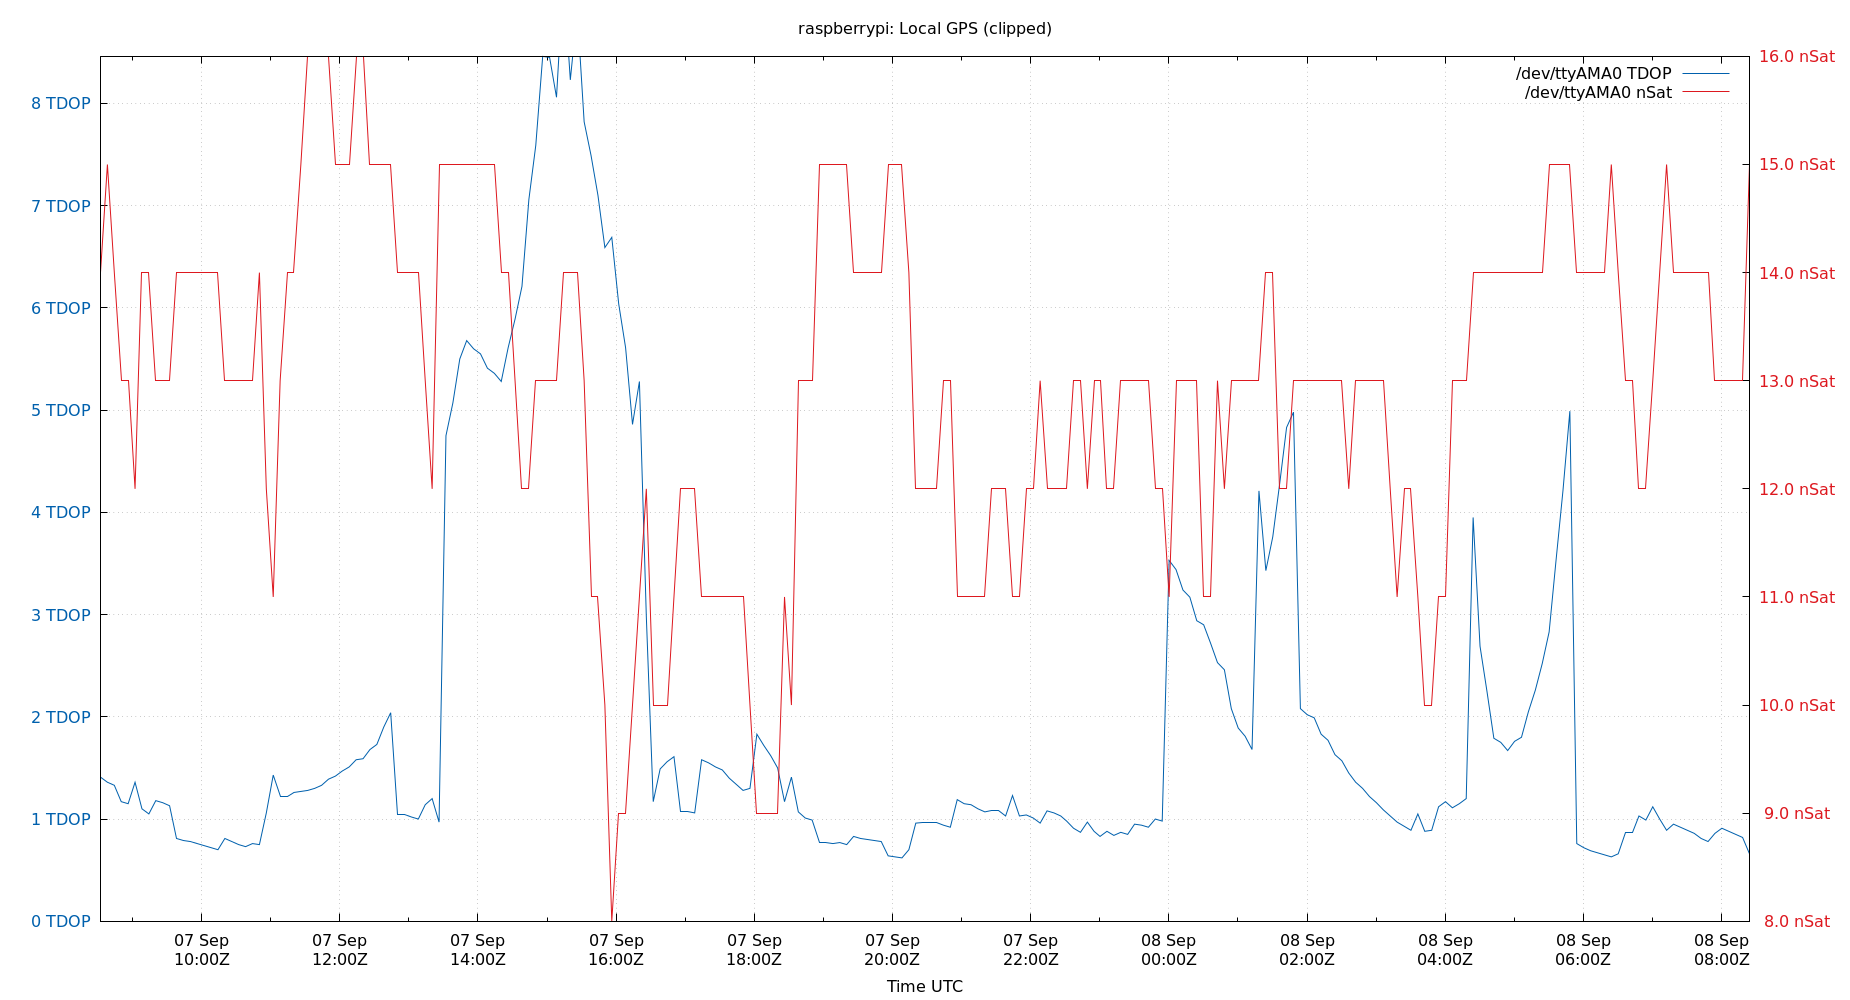 raspberrypi: Local GPS (clipped)
/dev/ttyAMA0 TDOP
/dev/ttyAMA0 nSat
8 TDOP
7 TDOP
6 TDOP
5 TDOP
4 TDOP
3 TDOP
2 TDOP
1 TDOP
0 TDOP
16.0 nSat
15.0 nSat
14.0 nSat
13.0 nSat
12.0 nSat
11.0 nSat
10.0 nSat
9.0 nSat
8.0 nSat
07 Sep
10:00Z
07 Sep
12:00Z
07 Sep
14:00Z
07 Sep
16:00Z
07 Sep
18:00Z
07 Sep
20:00Z
07 Sep
22:00Z
08 Sep
00:00Z
08 Sep
02:00Z
08 Sep
04:00Z
08 Sep
06:00Z
08 Sep
08:00Z
Time UTC